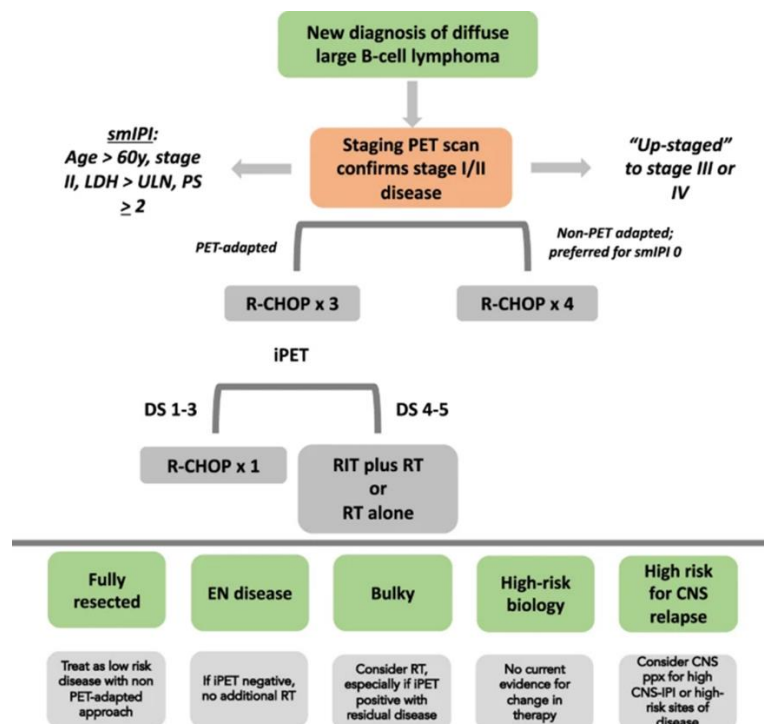 New diagnosis of diffuse
large B-cell lymphoma
smIPI:
Age > 60y, stage
II, LDH > ULN, PS
≥ 2
Staging PET scan
confirms stage I/II
disease
“Up-staged”
to stage III or
IV
PET-adapted
Non-PET adapted;
preferred for smIPI 0
R-CHOP x 3
R-CHOP x 4
iPET
DS 1-3
DS 4-5
R-CHOP x 1
RIT plus RT
or
RT alone
Fully
resected
EN disease
Bulky
High-risk
biology
High risk
for CNS
relapse
Treat as low risk
disease with non
PET-adapted
approach
If iPET negative,
no additional RT
Consider RT,
especially if iPET
positive with
residual disease
No current
evidence for
change in
therapy
Consider CNS
ppx for high
CNS-IPI or high-
risk sites of
disease